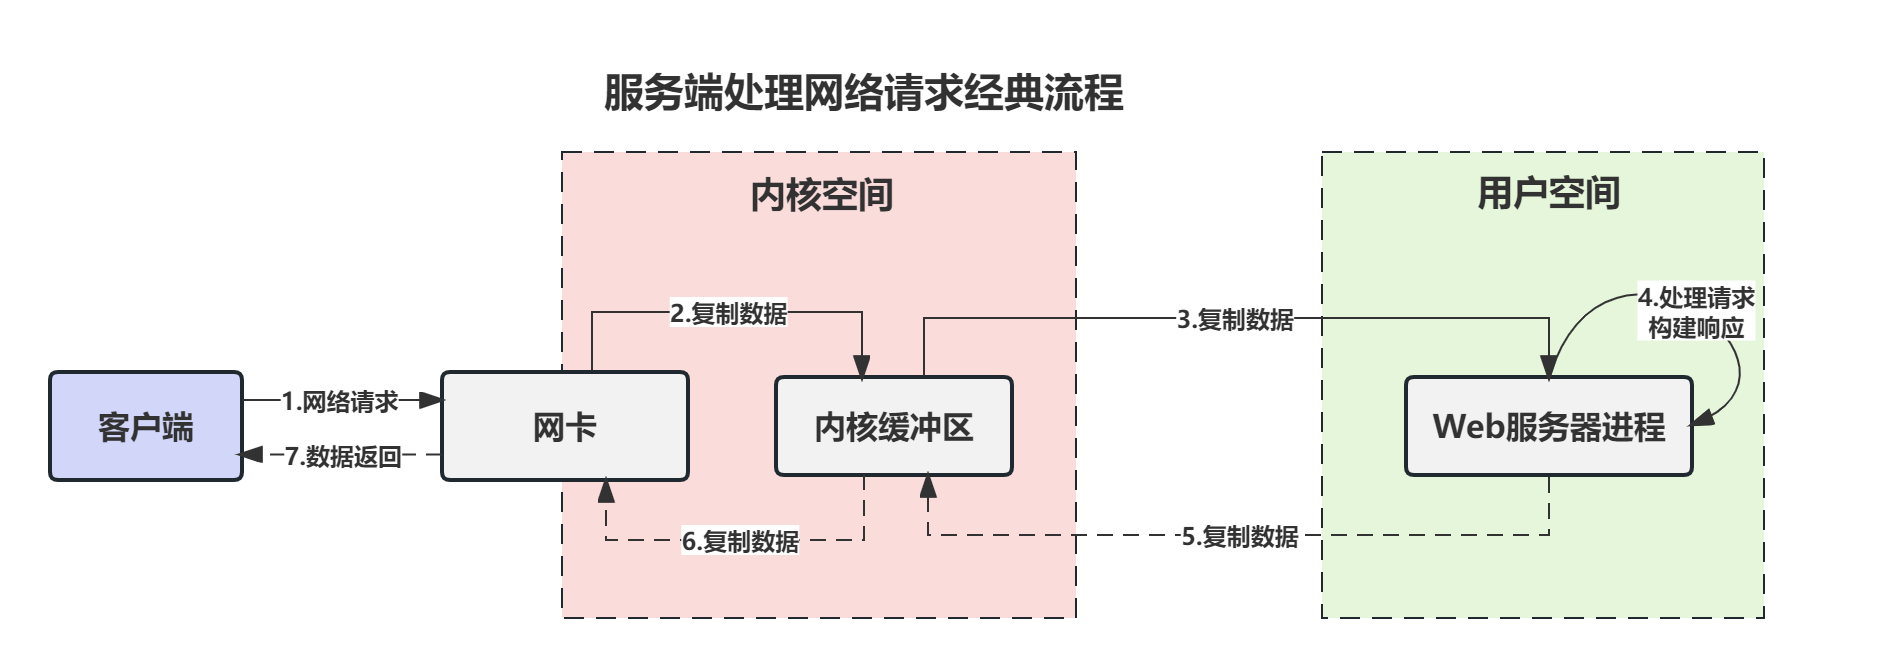 服务端处理网络请求经典流程
内核空间
用户空间
4.处理请求
构建响应
2.复制数据
3.复制数据
1.网络请求
客户端
网卡
内核缓冲区
Web服务器进程
7.数据返回
6.复制数据
5.复制数据